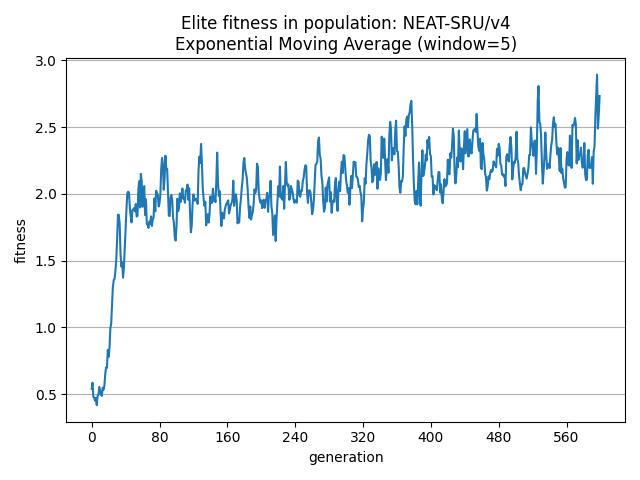 Elite fitness in population: NEAT-SRU/v4
Exponential Moving Average (window=5)
3.0
2.5
2.0
1.5
1.0
0.5
fitness
0 80 160 240 320 400 480 560
generation